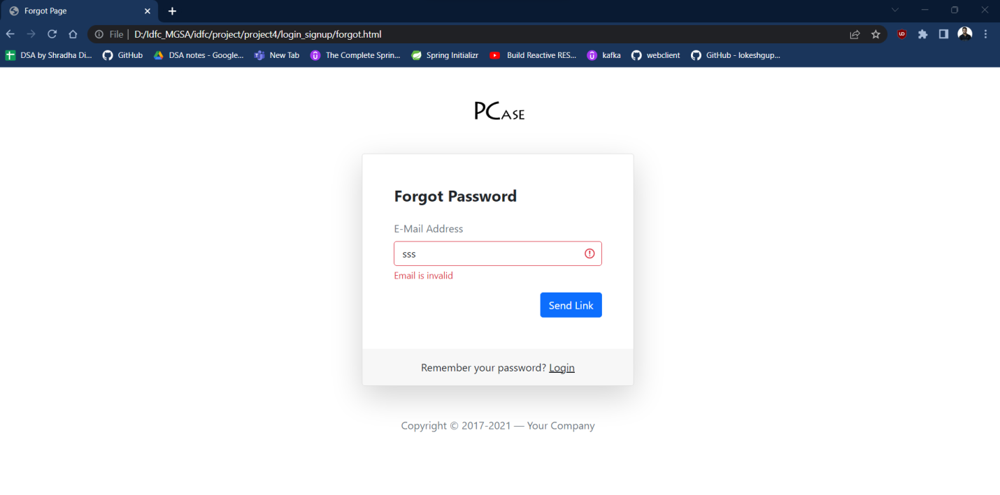 Forgot Page
File | D:/Idfc_MGSA/idfc/project/project4/login_signup/forgot.html
DSA by Shradha Di... GitHub DSA notes - Google... New Tab The Complete Sprin... Spring Initializr Build Reactive RES... kafka webclient GitHub - lokeshgup...
PCASE
Forgot Password
E-Mail Address
sss
Email is invalid
Send Link
Remember your password? Login
Copyright © 2017-2021 — Your Company